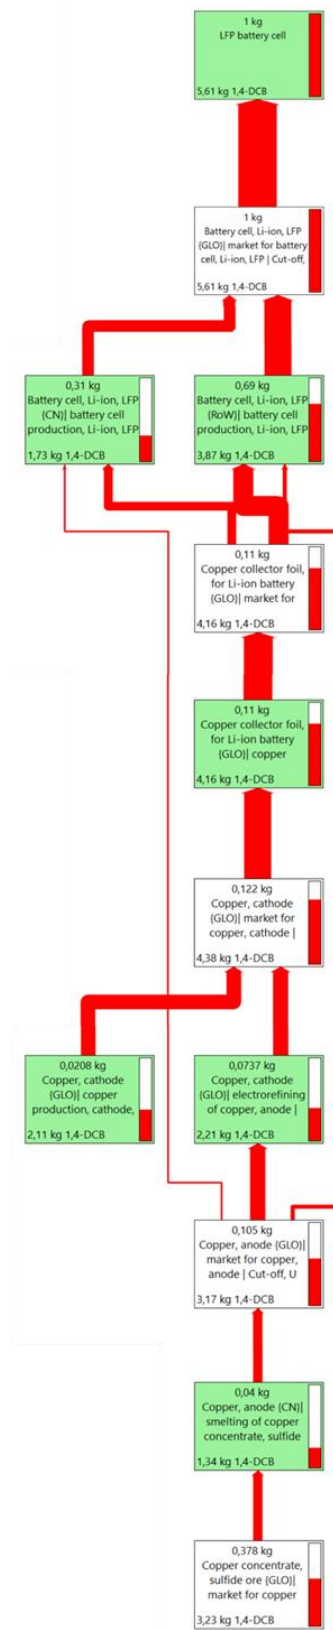 1 kg
LFP battery cell
5,61 kg 1,4-DCB
1 kg
Battery cell, Li-ion, LFP
{GLO}| market for battery
cell, Li-ion, LFP | Cut-off,
5,61 kg 1,4-DCB
0,31 kg
Battery cell, Li-ion, LFP
{CN}| battery cell
production, Li-ion, LFP
1,73 kg 1,4-DCB
0,69 kg
Battery cell, Li-ion, LFP
{RoW}| battery cell
production, Li-ion, LFP
3,87 kg 1,4-DCB
0,11 kg
Copper collector foil,
for Li-ion battery
{GLO}| market for
4,16 kg 1,4-DCB
0,11 kg
Copper collector foil,
for Li-ion battery
{GLO}| copper
4,16 kg 1,4-DCB
0,122 kg
Copper, cathode
{GLO}| market for
copper, cathode |
4,38 kg 1,4-DCB
0,0208 kg
Copper, cathode
{GLO}| copper
production, cathode,
2,11 kg 1,4-DCB
0,0737 kg
Copper, cathode
{GLO}| electrorefining
of copper, anode |
2,21 kg 1,4-DCB
0,105 kg
Copper, anode {GLO}|
market for copper,
anode | Cut-off, U
3,17 kg 1,4-DCB
0,04 kg
Copper, anode {CN}|
smelting of copper
concentrate, sulfide
1,34 kg 1,4-DCB
0,378 kg
Copper concentrate,
sulfide ore {GLO}|
market for copper
3,23 kg 1,4-DCB